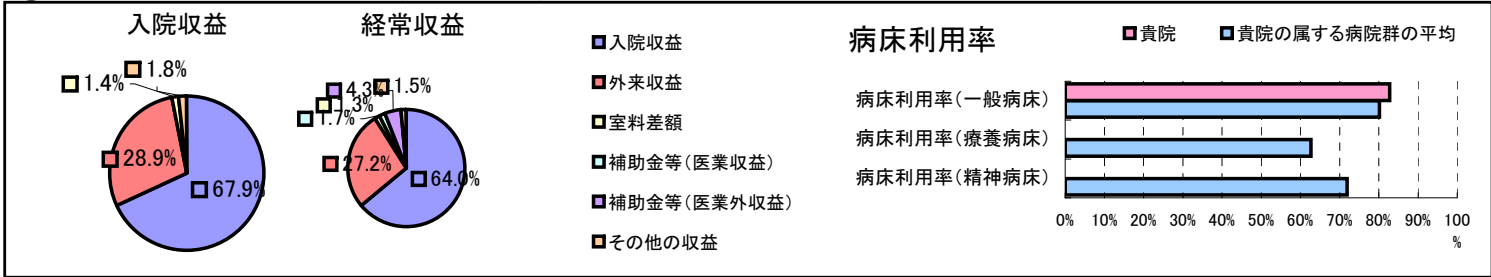 入院収益
1.4%
1.8%
28.9%
67.9%
経常収益
4.3%
1.5%
1.3%
1.7%
27.2%
64.0%
入院収益
外来収益
室料差額
補助金等(医業収益)
補助金等(医業外収益)
その他の収益
病床利用率
貴院
貴院の属する病院群の平均
病床利用率(一般病床)
病床利用率(療養病床)
病床利用率(精神病床)
0% 10% 20% 30% 40% 50% 60% 70% 80% 90% 100
%